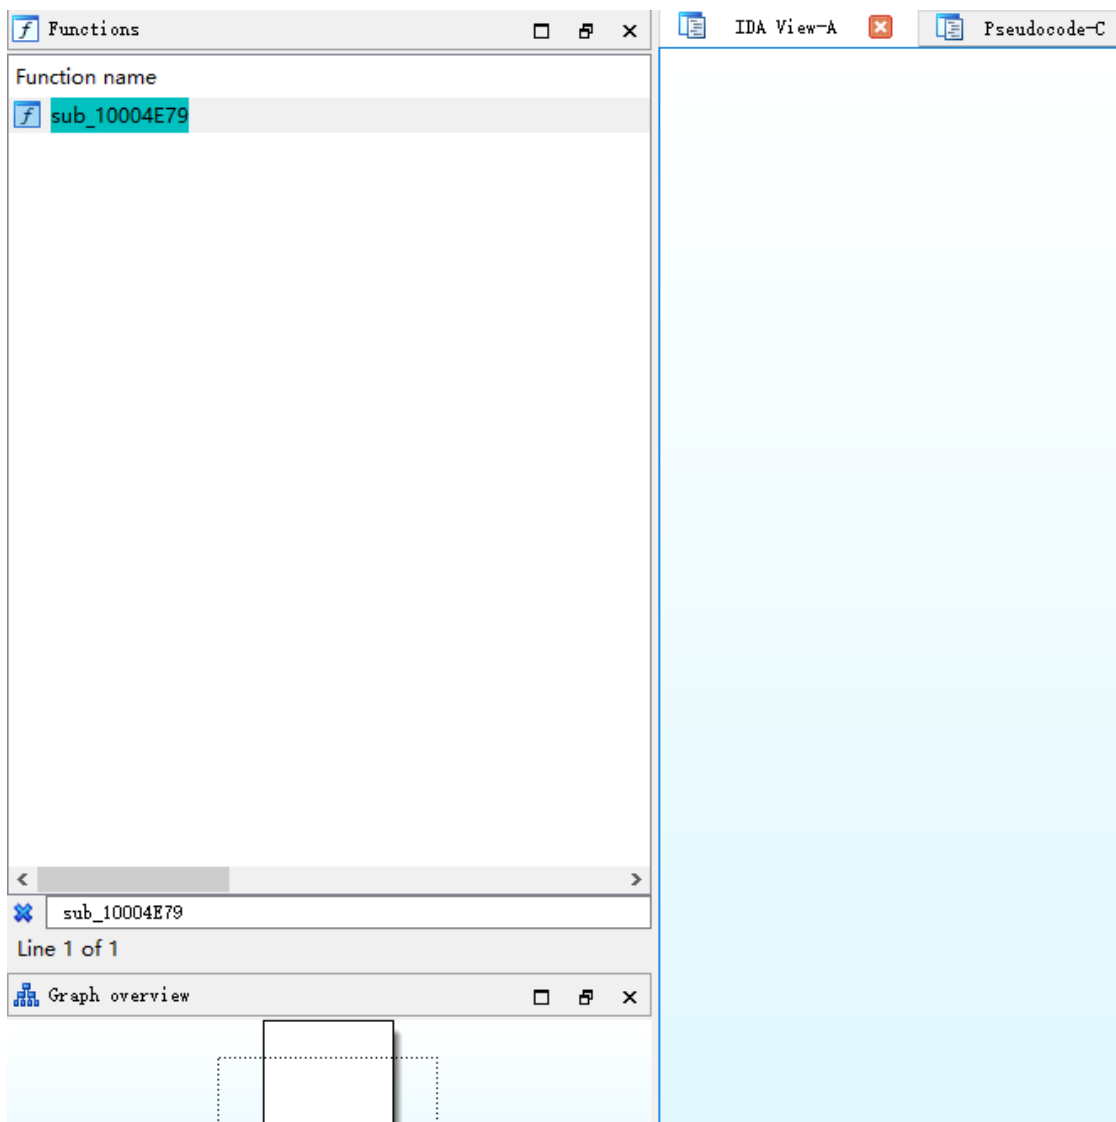 Functions
IDA View-A
Pseudocode-C
Function name
sub_10004E79
sub_10004E79
Line 1 of 1
Graph overview